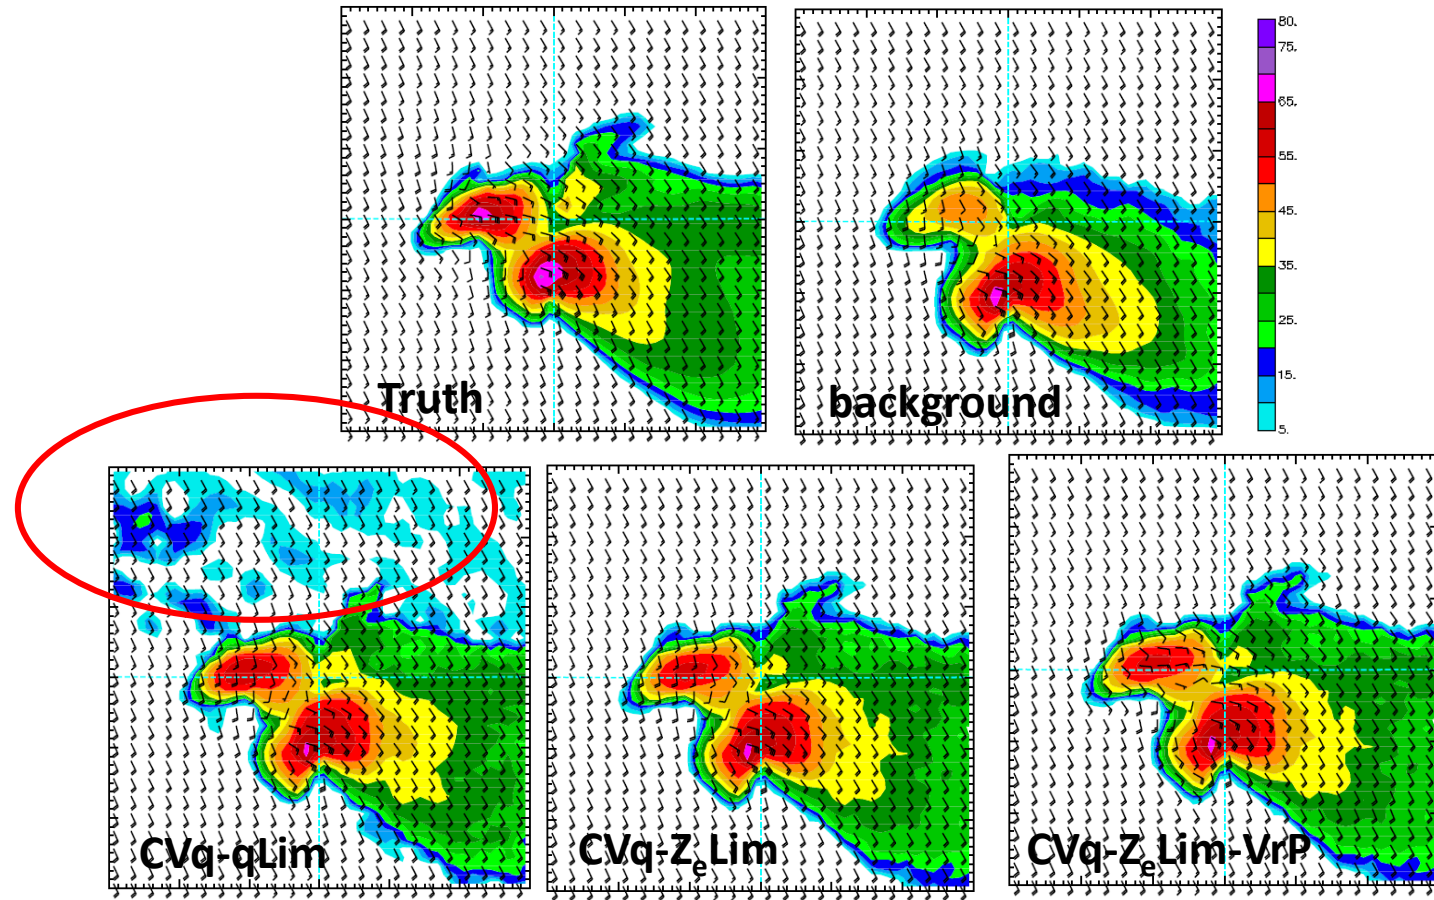 80.
75.
65.
55.
45.
35.
25.
15.
5.
Truth
background
CVq-qLim
CVq-ZeLim
CVq-ZeLim-VrP